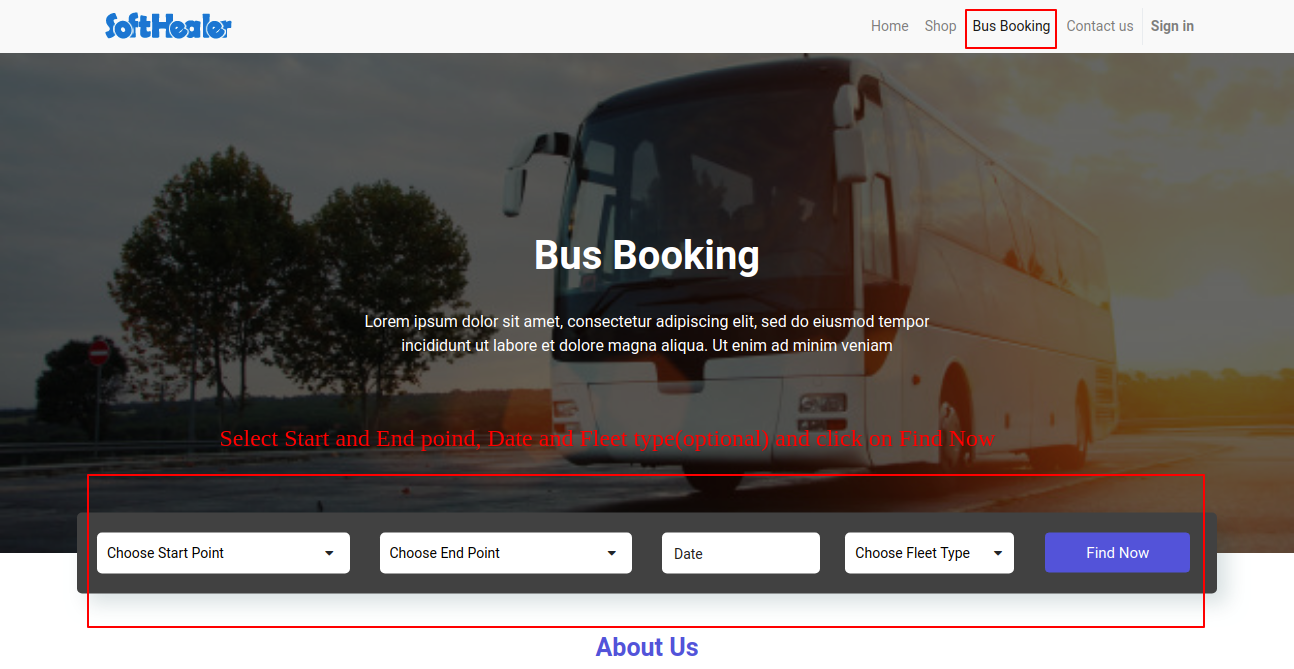 SoftHealer
Home Shop Bus Booking Contact us Sign in
Bus Booking
Lorem ipsum dolor sit amet, consectetur adipiscing elit, sed do eiusmod tempor
incididunt ut labore et dolore magna aliqua. Ut enim ad minim veniam
Select Start and End poind, Date and Fleet type(optional) and click on Find Now
Choose Start Point Choose End Point Date Choose Fleet Type Find Now
About Us